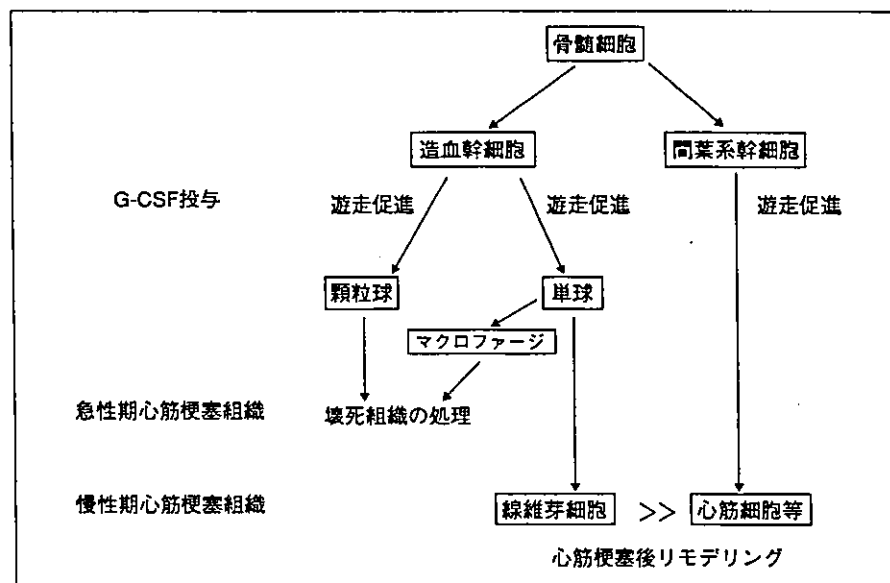 骨髄細胞
造血幹細胞 間葉系幹細胞
G-CSF投与 遊走促進 遊走促進 遊走促進
顆粒球 単球
マクロファージ
急性期心筋梗塞組織 壊死組織の処理
慢性期心筋梗塞組織 線維芽細胞 >> 心筋細胞等
心筋梗塞後リモデリング